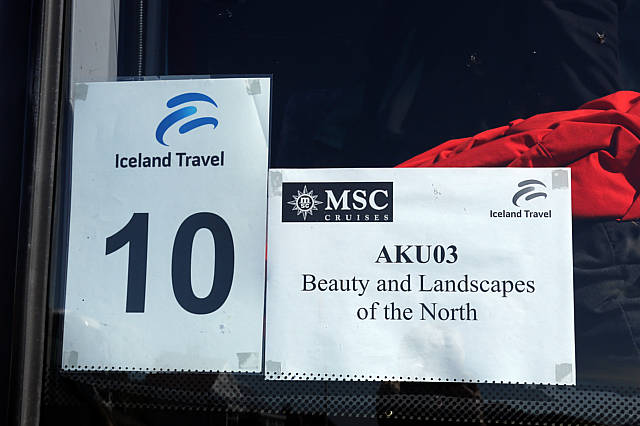 Iceland Travel
10
MSC
CRUISES
Iceland Travel
AKU03
Beauty and Landscapes
of the North